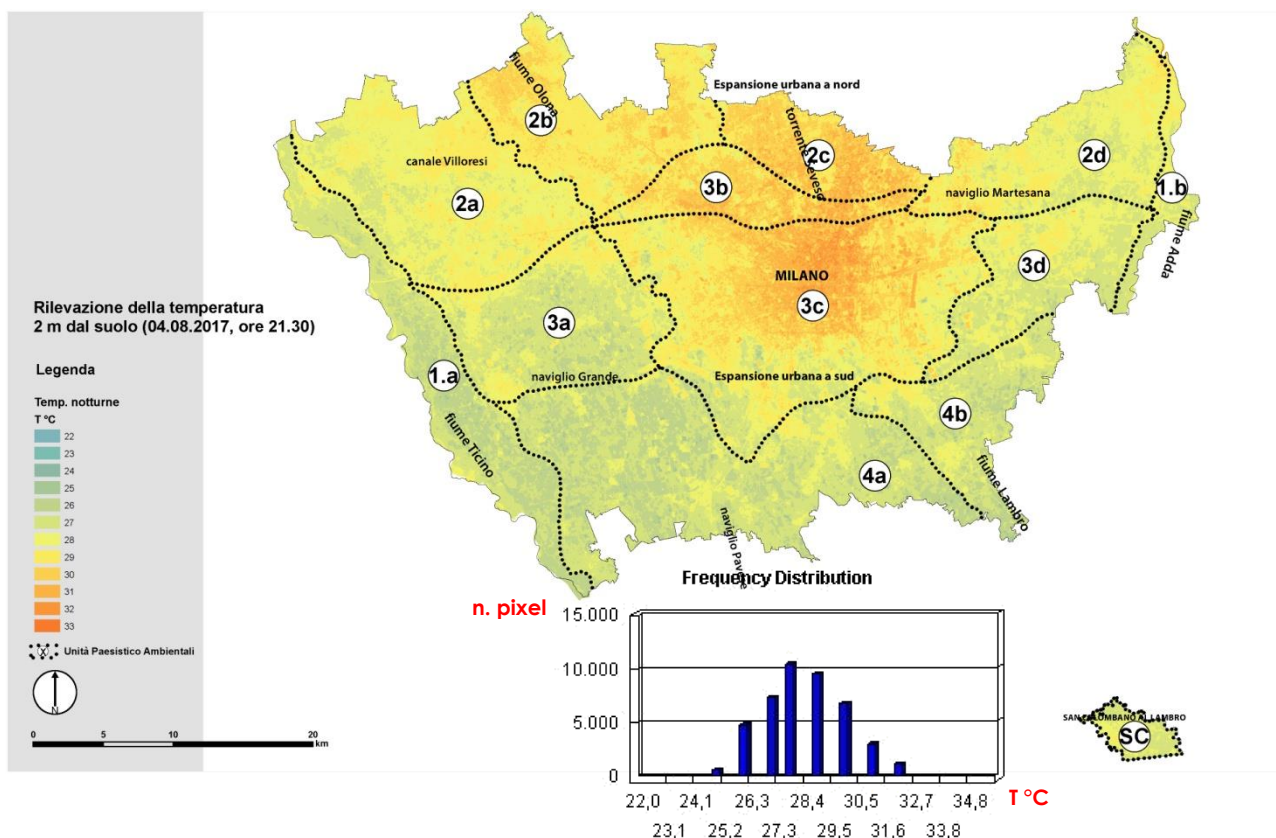 Espansione urbana a nord
fiume Olona
2b
torrente Seveso
2c
2d
canale Villoresi
3b
1.b
naviglio Martesana
2a
fiume Adda
3d
MILANO
3c
Rilevazione della temperatura
2 m dal suolo (04.08.2017, ore 21.30)
3a
Legenda
1.a
naviglio Grande
Espansione urbana a sud
Temp. notturne
T °C
22
23
24
25
26
27
28
29
30
31
32
33
4b
fiume Ticino
4a
fiume Lambro
naviglio Pavese
Unità Paesistico Ambientali
N
0 5 10 20
km
Frequency Distribution
n. pixel
15.000
10.000
5.000
0
22,0 24,1 26,3 28,4 30,5 32,7 34,8
23,1 25,2 27,3 29,5 31,6 33,8
T °C
SAN COLOMBANO AL LAMBRO
SC